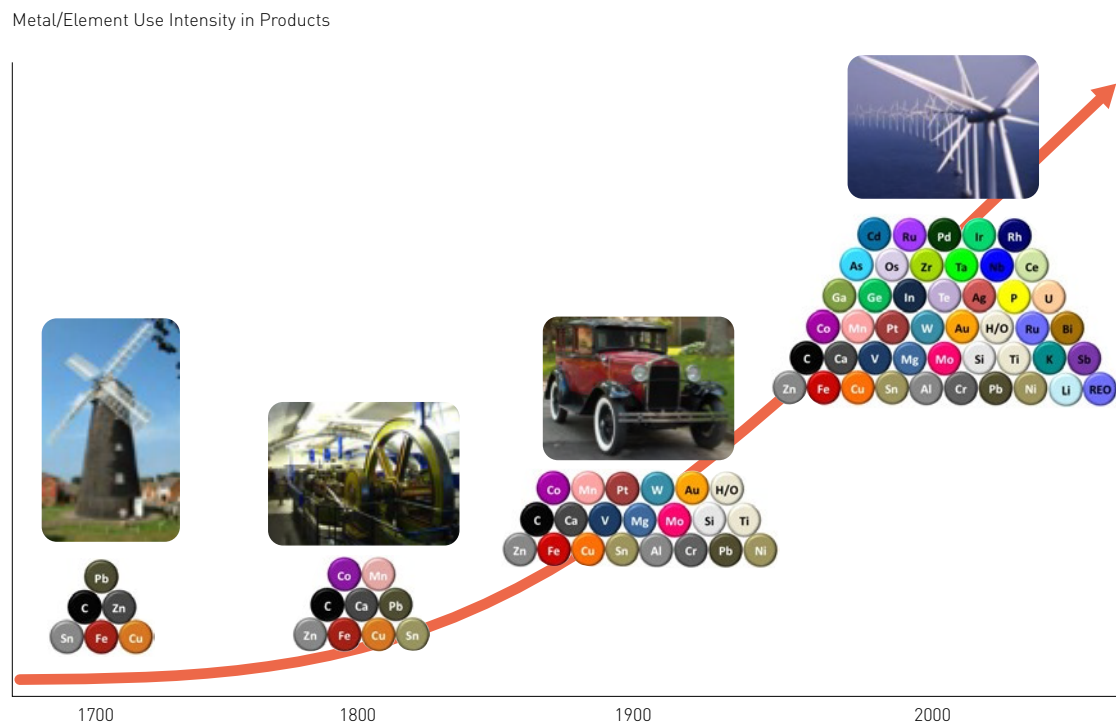 Metal/Element Use Intensity in Products
Cd Ru Pd Ir Rh
As Os Zr Ta Nb Ce
Ga Ge In Te Ag P U
Co Mn Pt W Au H/O Ru Bi
C Ca V Mg Mo Si Ti K Sb
Zn Fe Cu Sn Al Cr Pb Ni Li REO
Co Mn Pt W Au H/O
C Ca V Mg Mo Si Ti
Zn Fe Cu Sn Al Cr Pb Ni
Co Mn
C Ca Pb
Zn Fe Cu Sn
Pb
C Zn
Sn Fe Cu
1700 1800 1900 2000